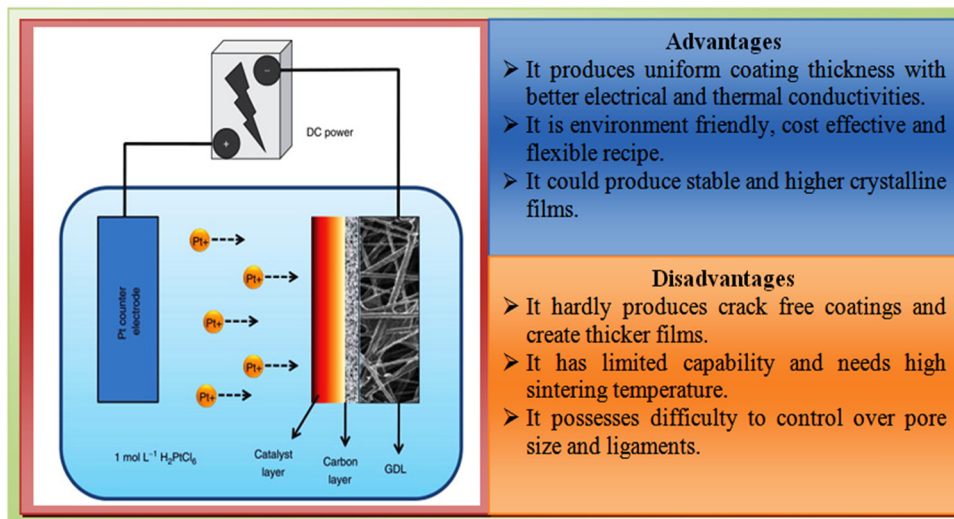 DC power
−
+
Pt counter
electrode
Pt+
Pt+
Pt+
Pt+
Pt+
1 mol L⁻¹ H₂PtCl₆
Catalyst
layer
Carbon
layer
GDL
Advantages
➤ It produces uniform coating thickness with
better electrical and thermal conductivities.
➤ It is environment friendly, cost effective and
flexible recipe.
➤ It could produce stable and higher crystalline
films.
Disadvantages
➤ It hardly produces crack free coatings and
create thicker films.
➤ It has limited capability and needs high
sintering temperature.
➤ It possesses difficulty to control over pore
size and ligaments.